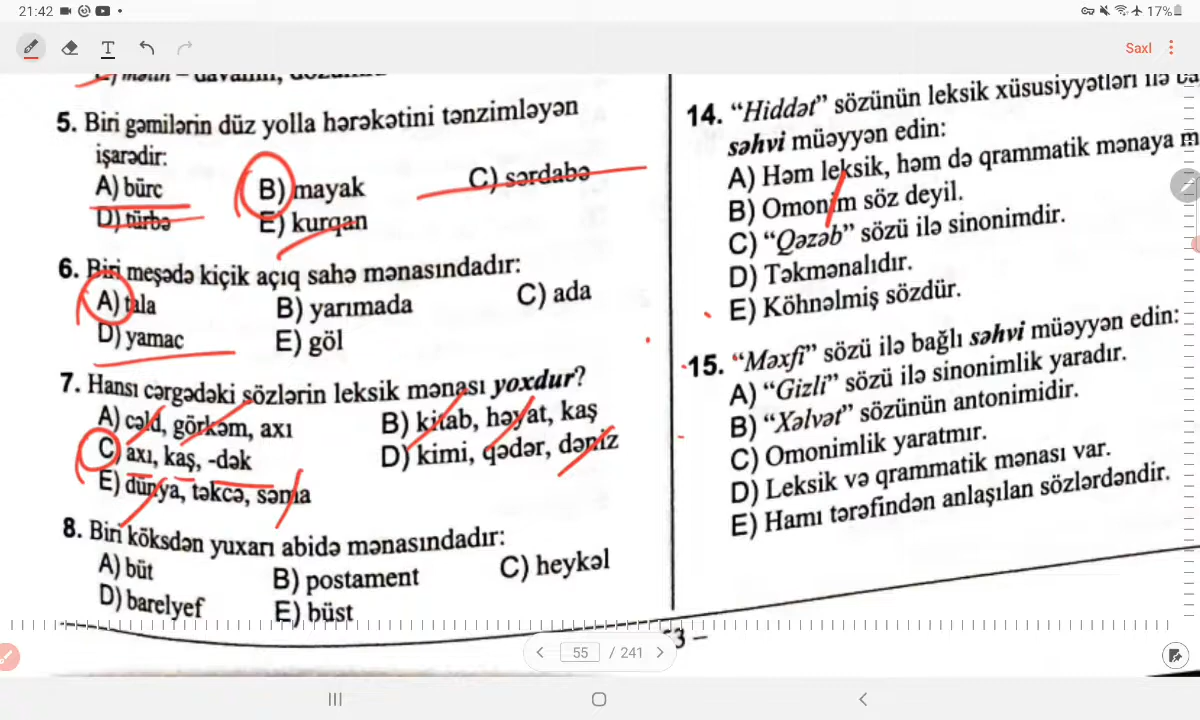 21:42
17%
T
Saxl
5. Biri gəmilərin düz yolla hərəkətini tənzimləyən
işarədir:
A) bürc B) mayak C) sərdabə
D) türbə E) kurqan
6. Biri meşədə kiçik açıq sahə mənasındadır:
A) tala B) yarımada C) ada
D) yamac E) göl
7. Hansı cərgədəki sözlərin leksik mənası yoxdur?
A) cəld, görkəm, axı B) kitab, həyat, kaş
C) axı, kaş, -dək D) kimi, qədər, dəniz
E) dünya, təkcə, səma
8. Biri köksdən yuxarı abidə mənasındadır:
A) büt B) postament C) heykəl
D) barelyef E) büst
14. “Hiddət” sözünün leksik xüsusiyyətləri ilə
səhvi müəyyən edin:
A) Həm leksik, həm də qrammatik mənaya
B) Omonim söz deyil.
C) “Qəzəb” sözü ilə sinonimdir.
D) Təkmənalıdır.
E) Köhnəlmiş sözdür.
15. “Məxfi” sözü ilə bağlı səhvi müəyyən edin:
A) “Gizli” sözü ilə sinonimlik yaradır.
B) “Xəlvət” sözünün antonimidir.
C) Omonimlik yaratmır.
D) Leksik və qrammatik mənası var.
E) Hamı tərəfindən anlaşılan sözlərdəndir.
55 / 241